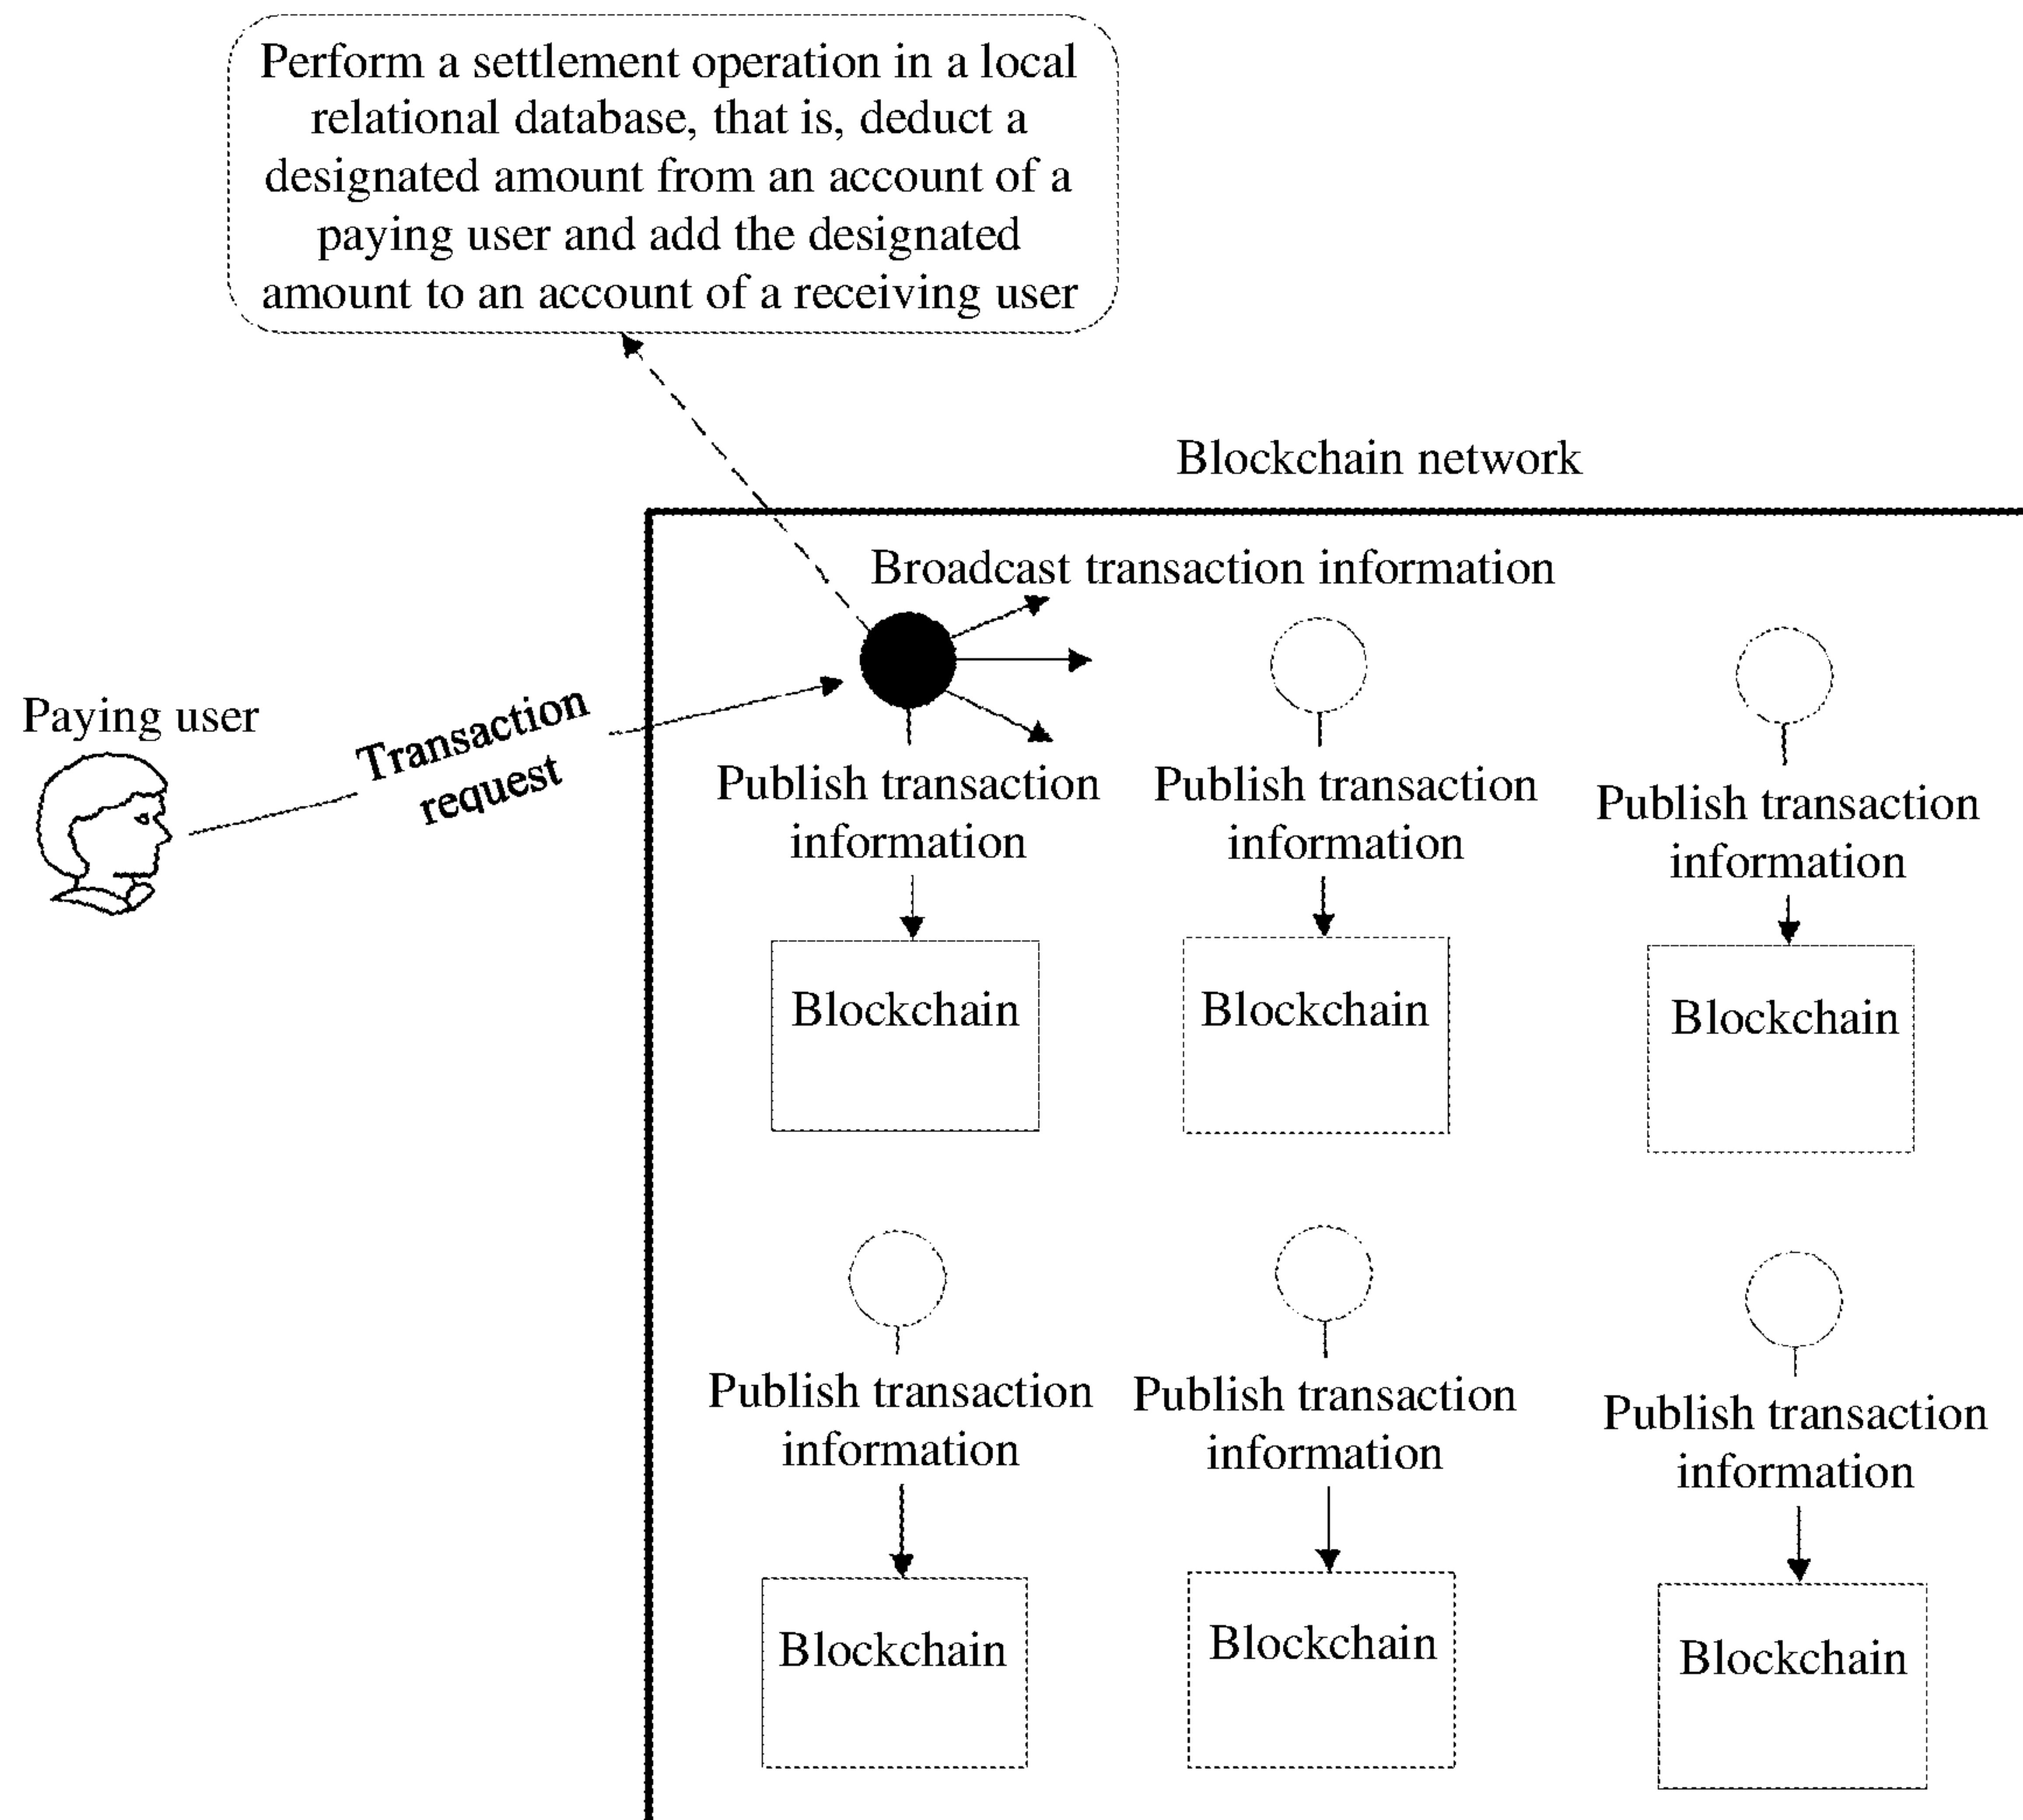 Perform a settlement operation in a local
relational database, that is, deduct a
designated amount from an account of a
paying user and add the designated
amount to an account of a receiving user
Blockchain network
Broadcast transaction information
Paying user
Transaction
request
Publish transaction
information
Publish transaction
information
Publish transaction
information
Blockchain
Blockchain
Blockchain
Publish transaction
information
Publish transaction
information
Publish transaction
information
Blockchain
Blockchain
Blockchain